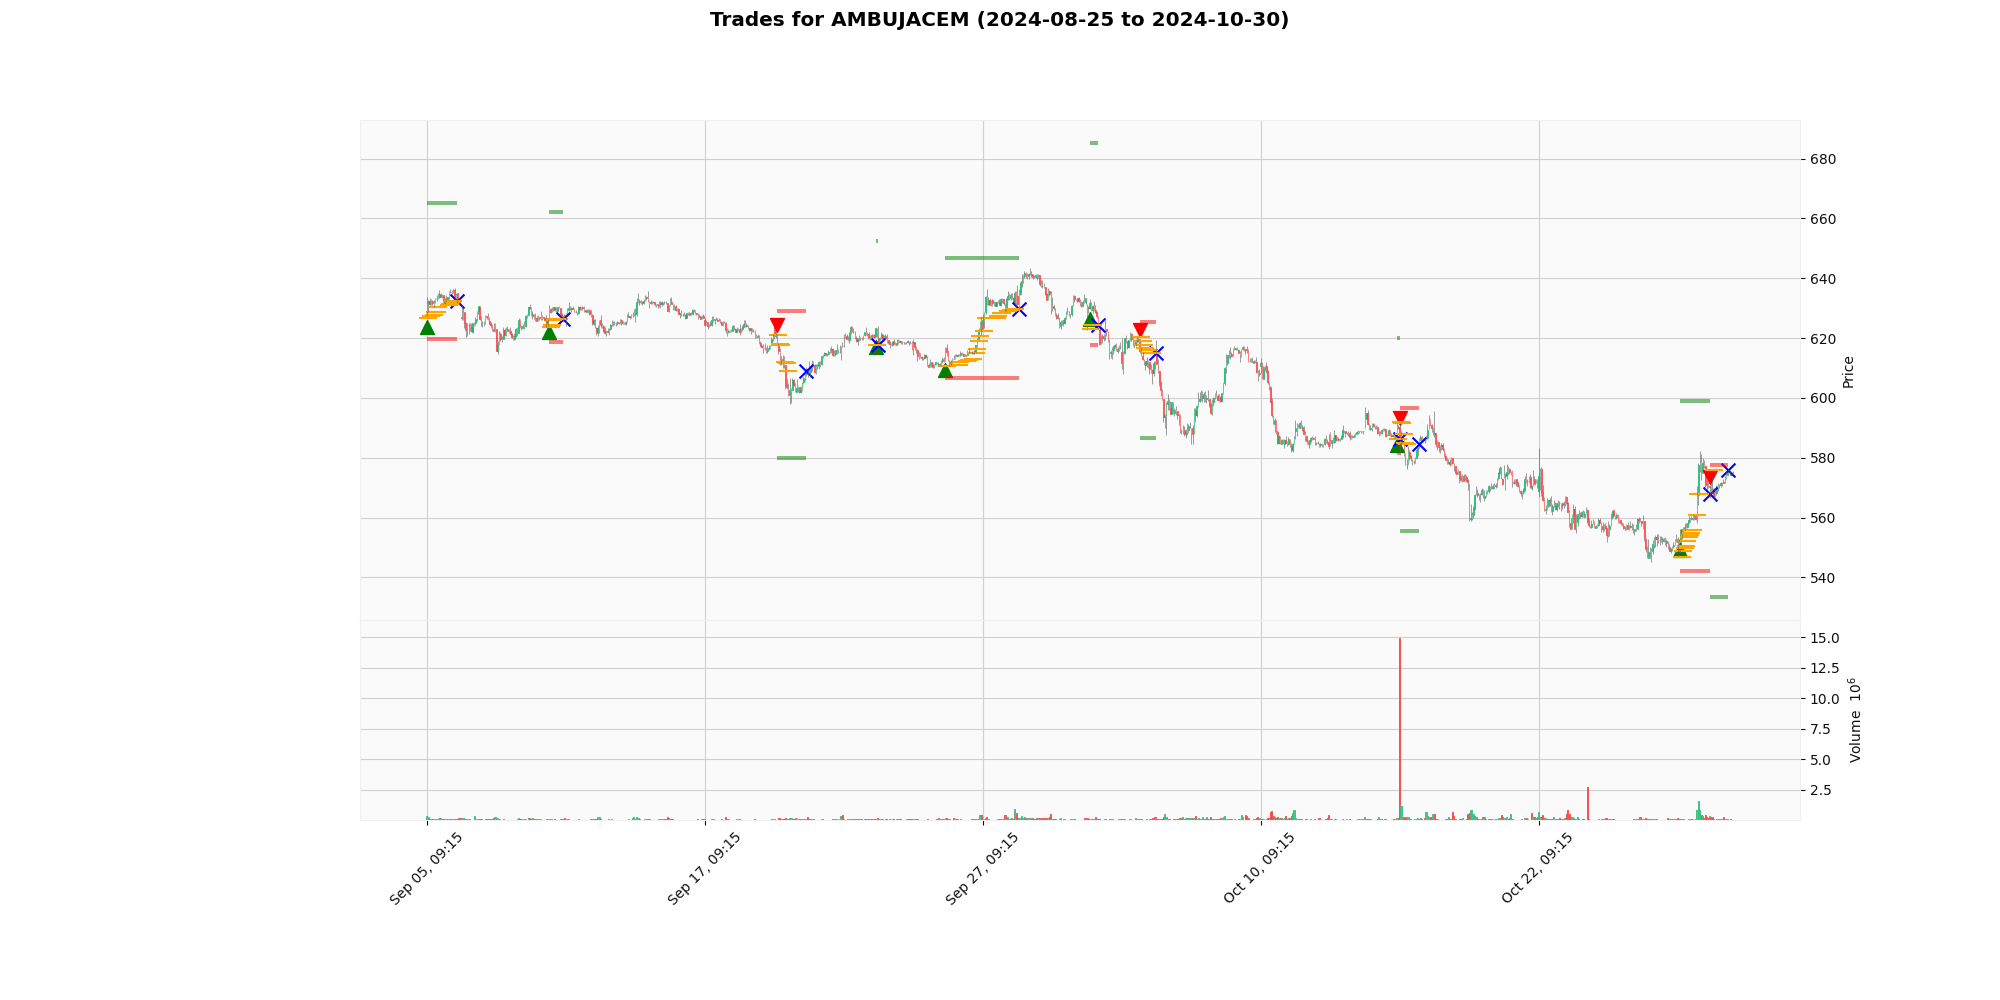 Trades for AMBUJACEM (2024-08-25 to 2024-10-30)
680
660
640
620
600
580
560
540
Price
15.0
12.5
10.0
7.5
5.0
2.5
Volume 10^6
Sep 05, 09:15
Sep 17, 09:15
Sep 27, 09:15
Oct 10, 09:15
Oct 22, 09:15